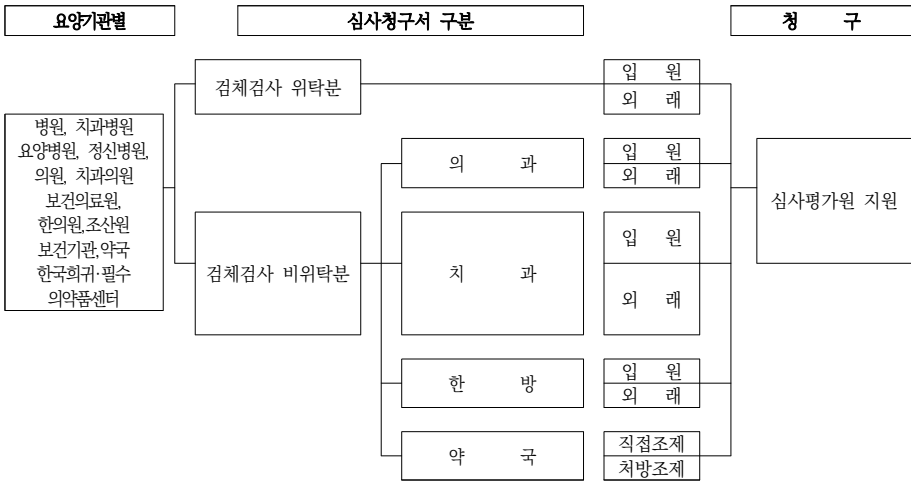 요양기관별
심사청구서 구분
청 구
검체검사 위탁분
입 원
외 래
병원, 치과병원
요양병원, 정신병원,
의원, 치과의원
보건의료원,
한의원,조산원
보건기관,약국
한국희귀·필수
의약품센터
의 과
입 원
외 래
심사평가원 지원
검체검사 비위탁분
치 과
입 원
외 래
한 방
입 원
외 래
약 국
직접조제
처방조제